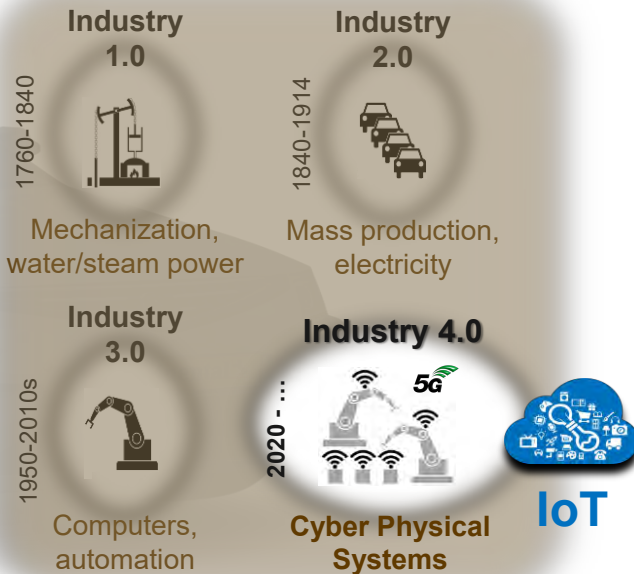 Industry
1.0
1760-1840
Mechanization,
water/steam power
Industry
2.0
1840-1914
Mass production,
electricity
Industry
3.0
1950-2010s
Computers,
automation
Industry 4.0
2020 - ...
5G
Cyber Physical
Systems
IoT